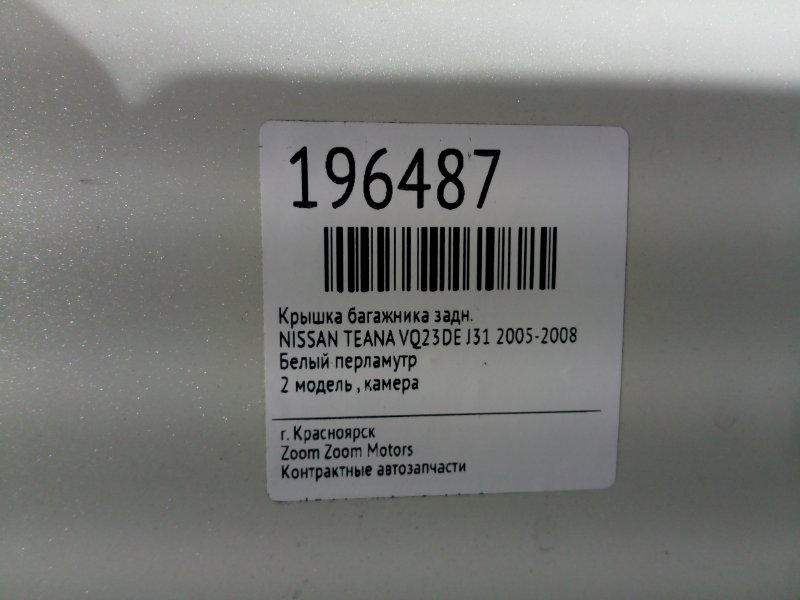 196487
Крышка багажника задн.
NISSAN TEANA VQ23DE J31 2005-2008
Белый перламутр
2 модель , камера
г. Красноярск
Zoom Zoom Motors
Контрактные автозапчасти